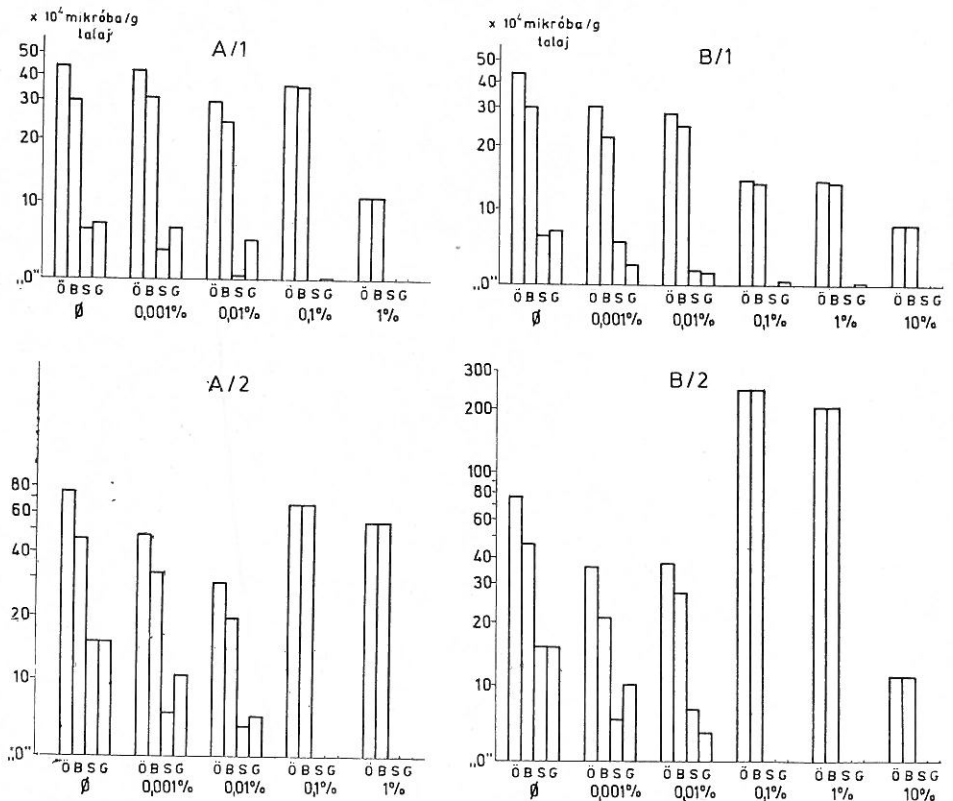 x 10⁴ mikróba/g
talaj
A/1
50
40
30
20
10
„0"
Ö B S G Ö B S G Ö B S G Ö B S G Ö B S G
Ø 0,001% 0,01% 0,1% 1%
x 10⁴ mikróba/g
talaj
B/1
50
40
30
20
10
„0"
Ö B S G Ö B S G Ö B S G Ö B S G Ö B S G Ö B S G
Ø 0,001% 0,01% 0,1% 1% 10%
A/2
80
60
40
20
10
„0"
Ö B S G Ö B S G Ö B S G Ö B S G Ö B S G
Ø 0,001% 0,01% 0,1% 1%
B/2
300
200
100
80
60
40
30
20
10
„0"
Ö B S G Ö B S G Ö B S G Ö B S G Ö B S G Ö B S G
Ø 0,001% 0,01% 0,1% 1% 10%